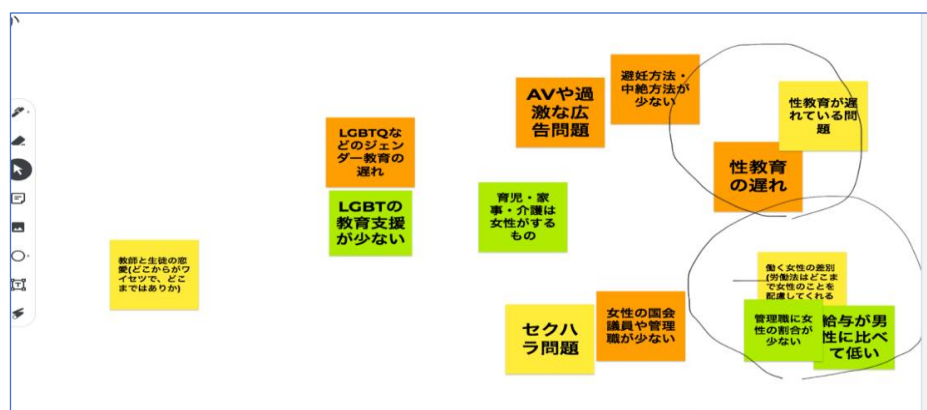 い
避妊方法・
中絶方法が
少ない
AVや過
激な広
告問題
性教育が遅
れている問
題
LGBTQな
どのジェン
ダー教育の
遅れ
性教育
の遅れ
LGBTの
教育支援
が少ない
育児・家
事・介護は
女性がする
もの
教師と生徒の恋
愛(どこからがワ
イセツで、どこ
まではありか)
働く女性の差別
(労働法はどこま
で女性のことを
配慮してくれる
セクハ
ラ問題
女性の国会
議員や管理
職が少ない
管理職に女
性の割合が
少ない
給与が男
性に比べ
て低い